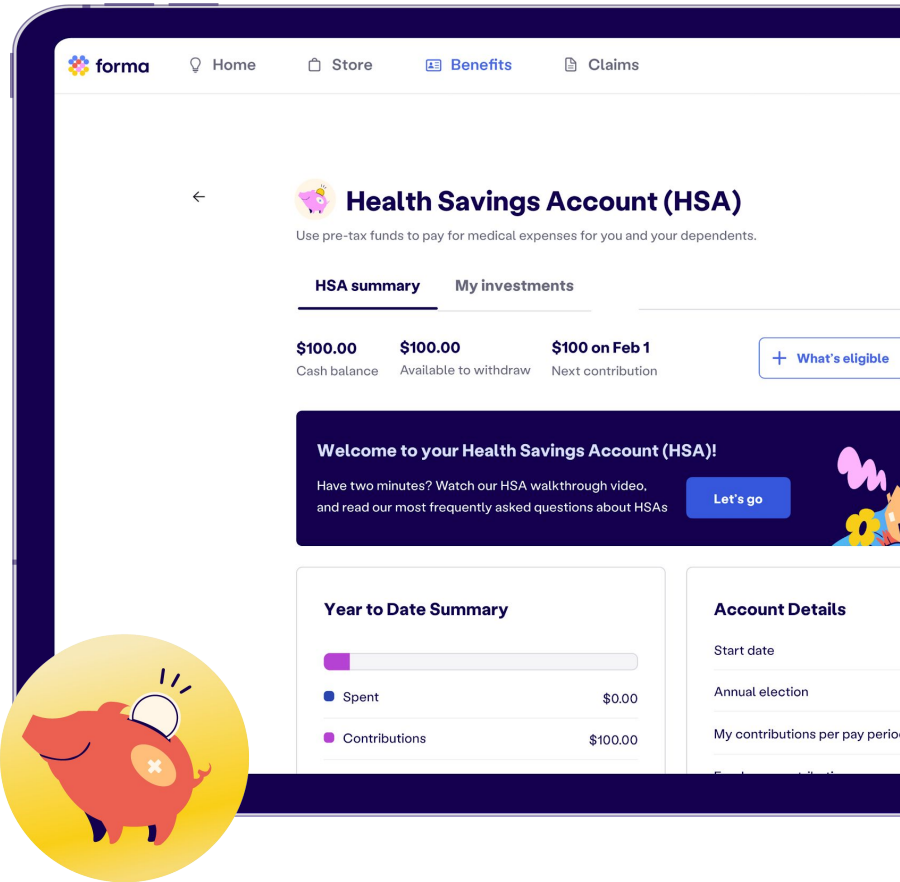 forma
Home
Store
Benefits
Claims
Health Savings Account (HSA)
Use pre-tax funds to pay for medical expenses for you and your dependents.
HSA summary
My investments
$100.00
Cash balance
$100.00
Available to withdraw
$100 on Feb 1
Next contribution
What's eligible
Welcome to your Health Savings Account (HSA)!
Have two minutes? Watch our HSA walkthrough video,
and read our most frequently asked questions about HSAs
Let's go
Year to Date Summary
Spent
$0.00
Contributions
$100.00
Account Details
Start date
Annual election
My contributions per pay